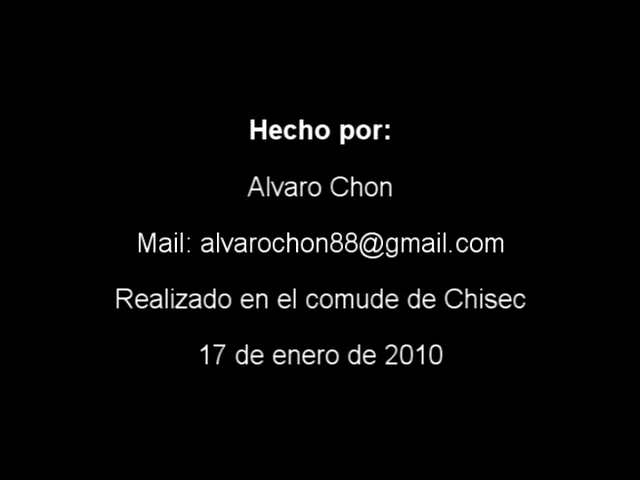 Hecho por:
Alvaro Chon
Mail: alvarochon88@gmail.com
Realizado en el comude de Chisec
17 de enero de 2010